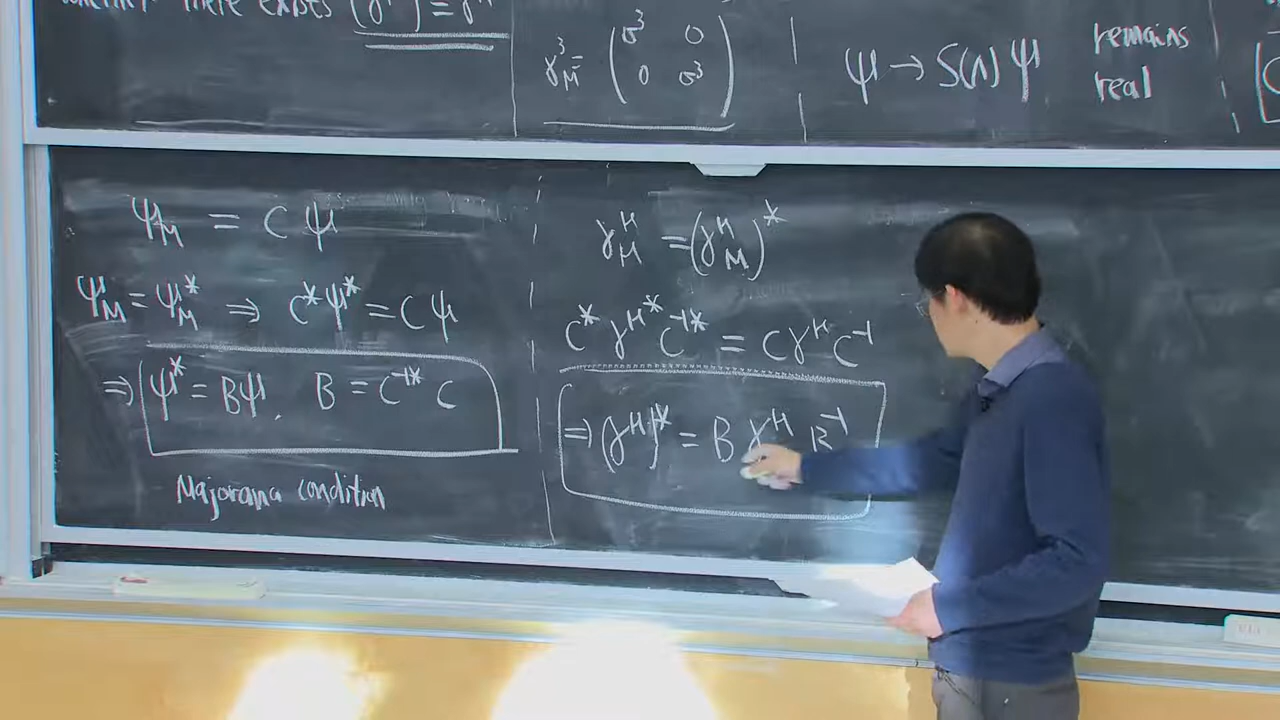 whether there exists (γ^μ)^*=γ^μ
γ^3_M = ( σ^3 0
0 σ^3 )
ψ → S(Λ) ψ
remains
real
ψ_M = C ψ
ψ_M = ψ_M^* ⇒ C^*ψ^* = C ψ
⇒ ψ^* = Bψ, B = C^{-1*} C
Majorana condition
γ^μ_M = (γ^μ_M)^*
C^* γ^{μ*} C^{-1*} = C γ^μ C^{-1}
⇒ (γ^μ)^* = B γ^μ B^{-1}